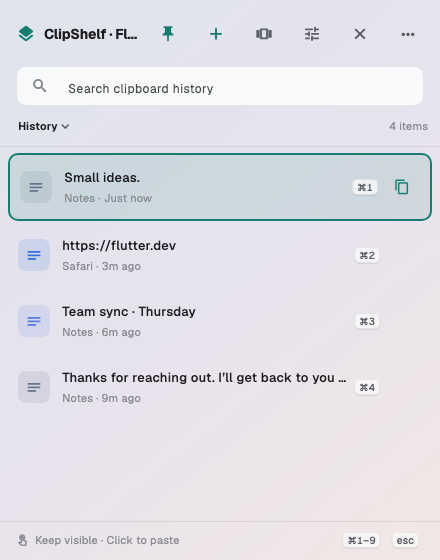 ClipShelf · Fl...
Search clipboard history
History
4 items
Small ideas.
Notes · Just now
⌘1
https://flutter.dev
Safari · 3m ago
⌘2
Team sync · Thursday
Notes · 6m ago
⌘3
Thanks for reaching out. I’ll get back to you ...
Notes · 9m ago
⌘4
Keep visible · Click to paste
⌘1–9
esc